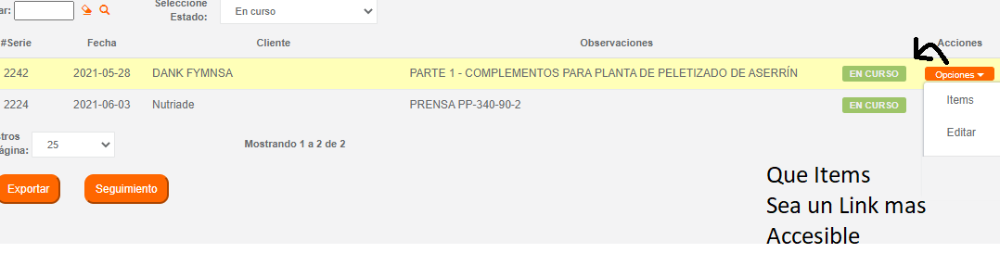 ar:
Seleccione
Estado:
En curso
#Serie Fecha Cliente Observaciones Acciones
2242 2021-05-28 DANK FYMNSA PARTE 1 - COMPLEMENTOS PARA PLANTA DE PELETIZADO DE ASERRÍN EN CURSO Opciones
Items
2224 2021-06-03 Nutriade PRENSA PP-340-90-2 EN CURSO
Editar
stros
ágina:
25
Mostrando 1 a 2 de 2
Exportar Seguimiento
Que Items
Sea un Link mas
Accesible